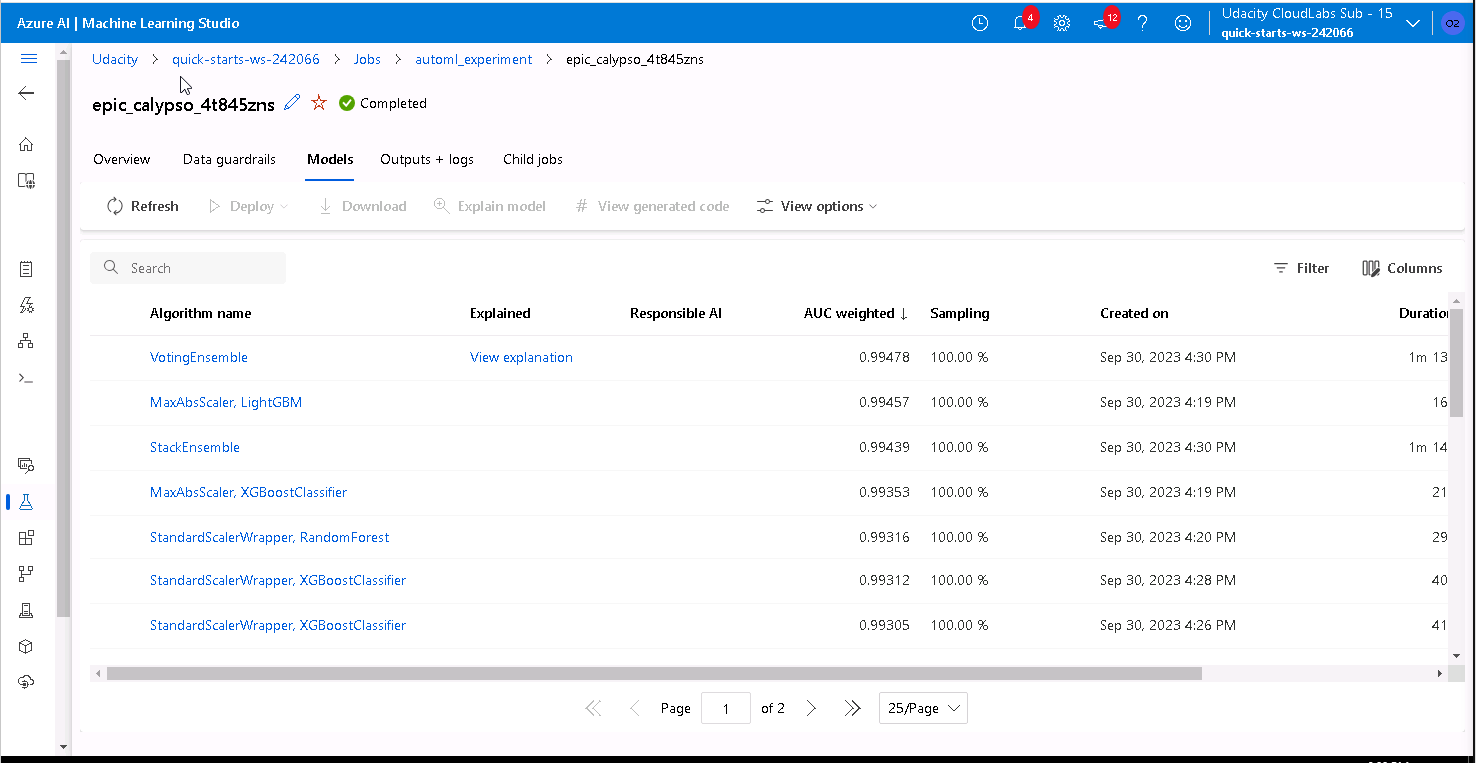 Azure AI | Machine Learning Studio
4
12
Udacity CloudLabs Sub - 15
quick-starts-ws-242066
O2
Udacity > quick-starts-ws-242066 > Jobs > automl_experiment > epic_calypso_4t845zns
epic_calypso_4t845zns Completed
Overview Data guardrails Models Outputs + logs Child jobs
Refresh Deploy Download Explain model # View generated code View options
Search Filter Columns
Algorithm name Explained Responsible AI AUC weighted ↓ Sampling Created on Duration
VotingEnsemble View explanation 0.99478 100.00 % Sep 30, 2023 4:30 PM 1m 13
MaxAbsScaler, LightGBM 0.99457 100.00 % Sep 30, 2023 4:19 PM 16
StackEnsemble 0.99439 100.00 % Sep 30, 2023 4:30 PM 1m 14
MaxAbsScaler, XGBoostClassifier 0.99353 100.00 % Sep 30, 2023 4:19 PM 21
StandardScalerWrapper, RandomForest 0.99316 100.00 % Sep 30, 2023 4:20 PM 29
StandardScalerWrapper, XGBoostClassifier 0.99312 100.00 % Sep 30, 2023 4:28 PM 40
StandardScalerWrapper, XGBoostClassifier 0.99305 100.00 % Sep 30, 2023 4:26 PM 41
Page 1 of 2 25/Page